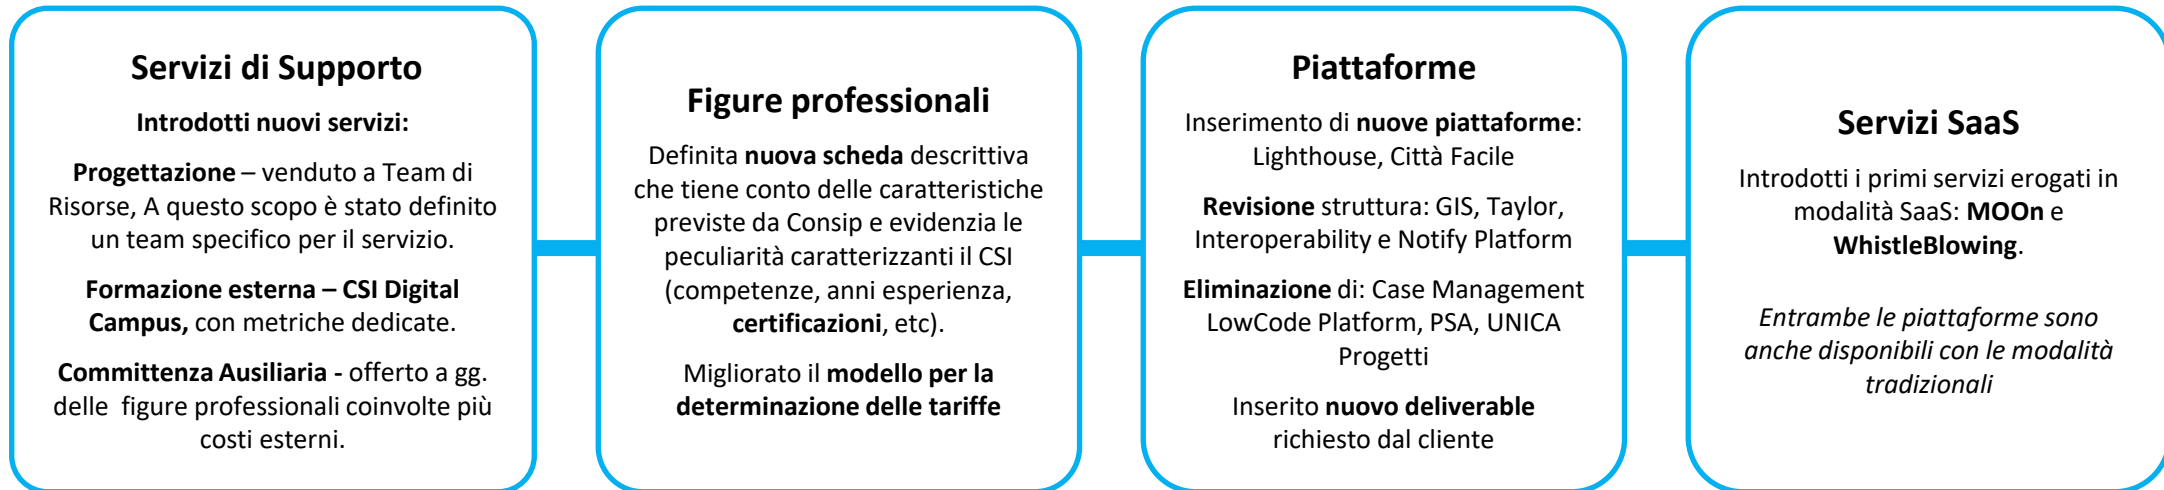 Servizi di Supporto
Introdotti nuovi servizi:
Progettazione – venduto a Team di
Risorse, A questo scopo è stato definito
un team specifico per il servizio.
Formazione esterna – CSI Digital
Campus, con metriche dedicate.
Committenza Ausiliaria - offerto a gg.
delle figure professionali coinvolte più
costi esterni.
Figure professionali
Definita nuova scheda descrittiva
che tiene conto delle caratteristiche
previste da Consip e evidenzia le
peculiarità caratterizzanti il CSI
(competenze, anni esperienza,
certificazioni, etc).
Migliorato il modello per la
determinazione delle tariffe
Piattaforme
Inserimento di nuove piattaforme:
Lighthouse, Città Facile
Revisione struttura: GIS, Taylor,
Interoperability e Notify Platform
Eliminazione di: Case Management
LowCode Platform, PSA, UNICA
Progetti
Inserito nuovo deliverable
richiesto dal cliente
Servizi SaaS
Introdotti i primi servizi erogati in
modalità SaaS: MOOn e
WhistleBlowing.
Entrambe le piattaforme sono
anche disponibili con le modalità
tradizionali